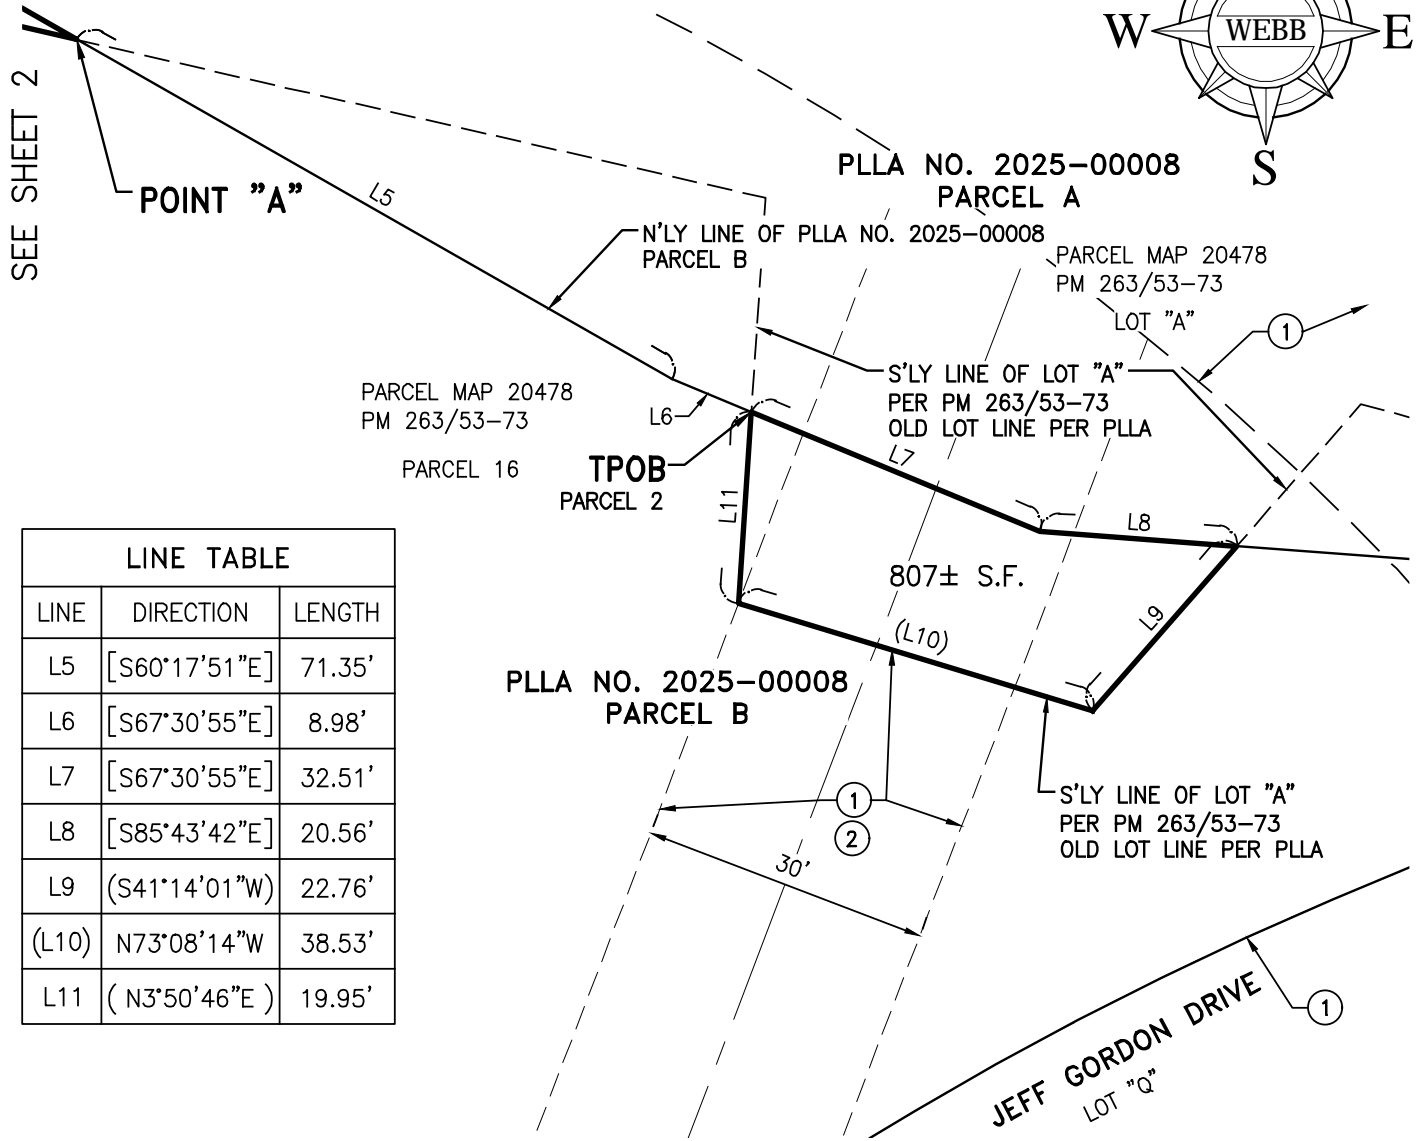 W
WEBB
E
S
SEE SHEET 2
POINT "A"
L5
PLLA NO. 2025-00008
PARCEL A
N'LY LINE OF PLLA NO. 2025-00008
PARCEL B
PARCEL MAP 20478
PM 263/53-73
LOT "A"
1
S'LY LINE OF LOT "A"
PER PM 263/53-73
OLD LOT LINE PER PLLA
PARCEL MAP 20478
PM 263/53-73
PARCEL 16
L6
TPOB
PARCEL 2
L7
L11
L8
807± S.F.
L9
(L10)
PLLA NO. 2025-00008
PARCEL B
LINE TABLE
LINE DIRECTION LENGTH
L5 [S60°17'51"E] 71.35'
L6 [S67°30'55"E] 8.98'
L7 [S67°30'55"E] 32.51'
L8 [S85°43'42"E] 20.56'
L9 (S41°14'01"W) 22.76'
(L10) N73°08'14"W 38.53'
L11 ( N3°50'46"E ) 19.95'
1
2
30'
S'LY LINE OF LOT "A"
PER PM 263/53-73
OLD LOT LINE PER PLLA
JEFF GORDON DRIVE
LOT "Q"
1